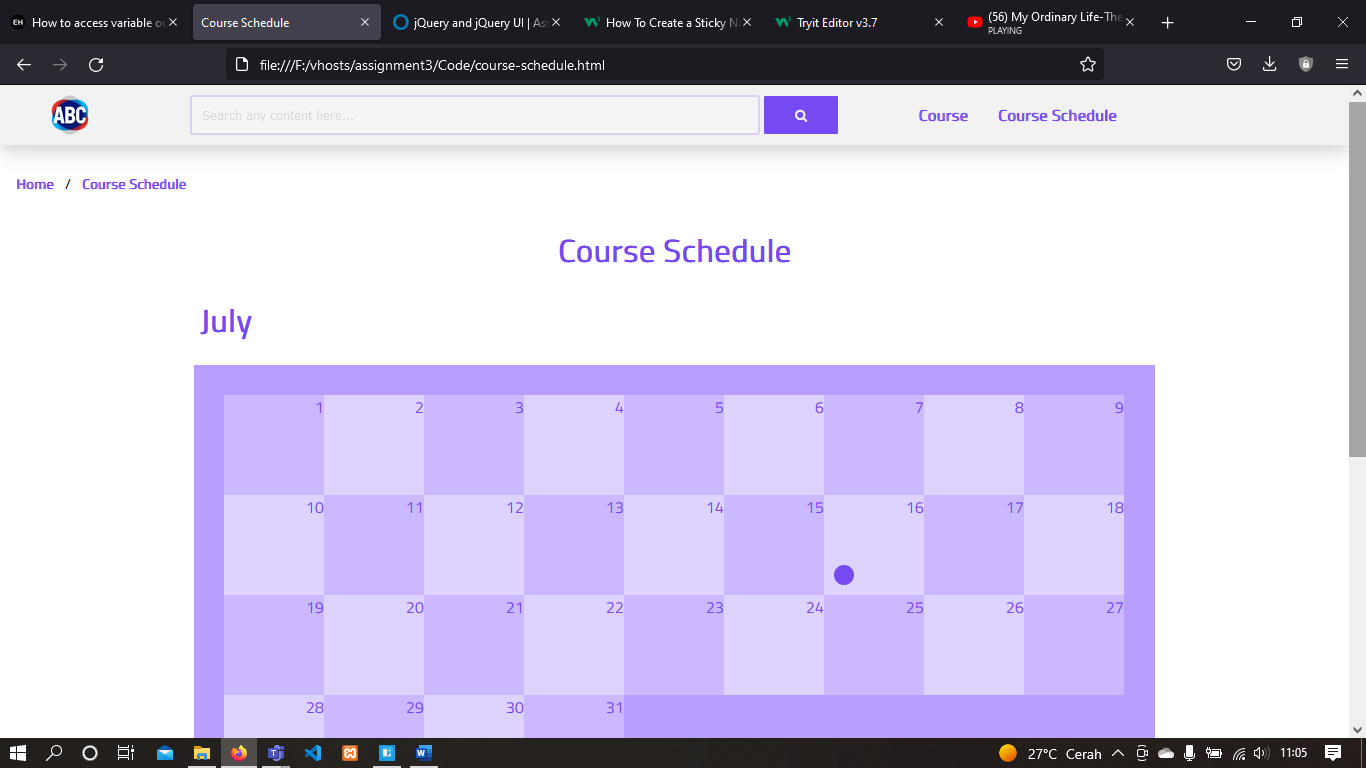 How to access variable ou
Course Schedule
jQuery and jQuery UI | Ass
How To Create a Sticky Na
Tryit Editor v3.7
(56) My Ordinary Life-The
PLAYING
file:///F:/vhosts/assignment3/Code/course-schedule.html
ABC
Search any content here...
Course
Course Schedule
Home / Course Schedule
Course Schedule
July
1 2 3 4 5 6 7 8 9
10 11 12 13 14 15 16 17 18
19 20 21 22 23 24 25 26 27
28 29 30 31
27°C Cerah
11:05